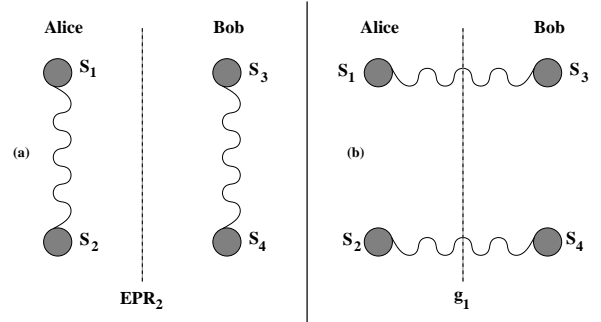 Alice Bob
S1 S3
(a)
S2 S4
EPR2
Alice Bob
S1 S3
(b)
S2 S4
g1